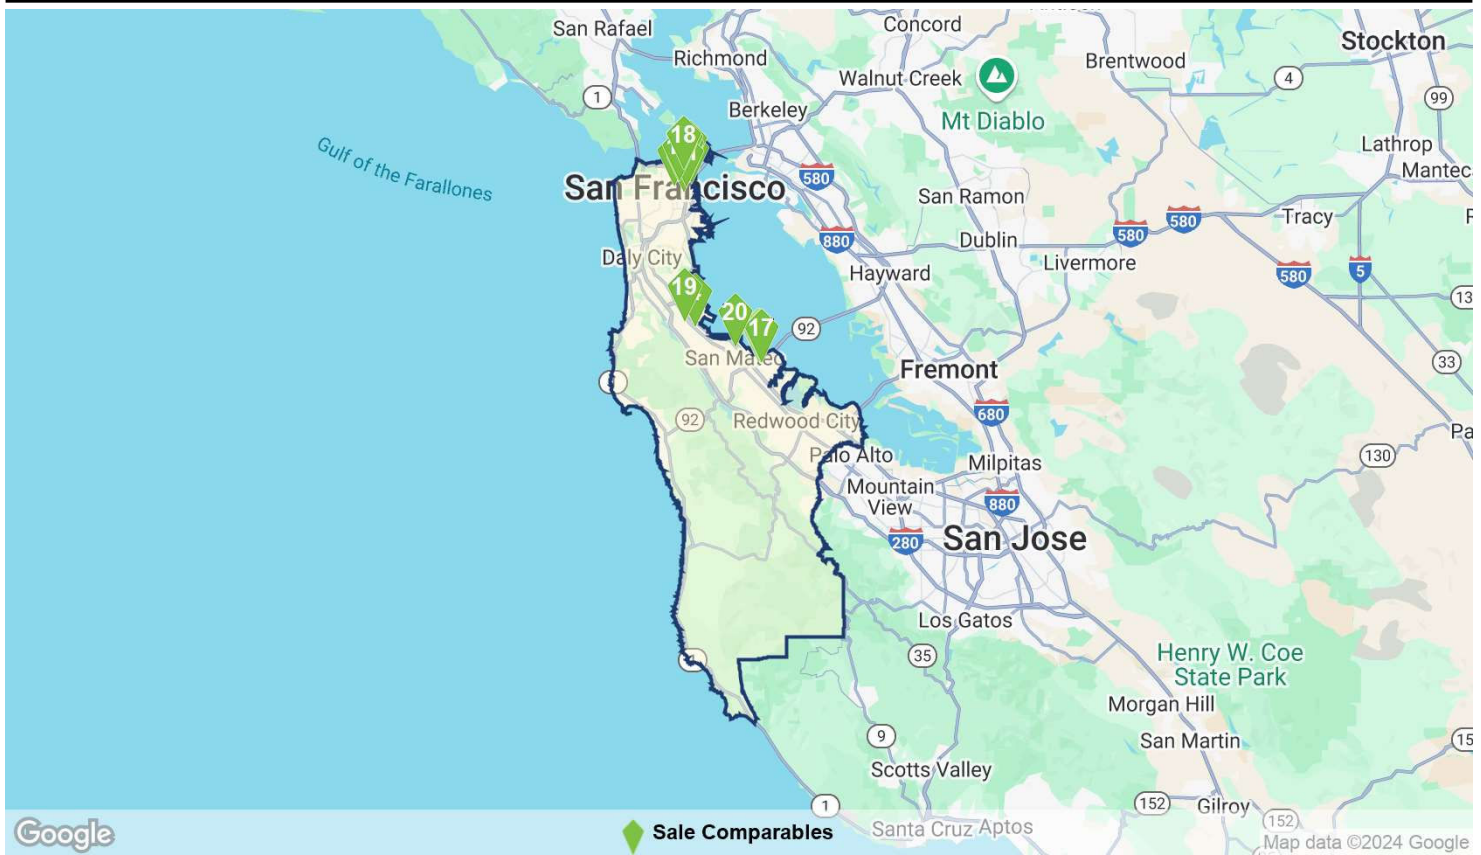 San Rafael
Concord
Richmond
Stockton
Walnut Creek
Brentwood
4
99
1
Berkeley
Mt Diablo
18
Lathrop
Gulf of the Farallones
580
Manteca
San Francisco
San Ramon
580
Tracy
580
880
Dublin
580
Daly City
Livermore
580
5
Hayward
19
20
17
92
San Mateo
33
Fremont
92
680
Redwood City
Palo Alto
130
Milpitas
Mountain
View
880
280
San Jose
Los Gatos
35
Henry W. Coe
State Park
Morgan Hill
9
San Martin
Scotts Valley
1
152
Gilroy
152
Google
Sale Comparables
Santa Cruz
Aptos
Map data ©2024 Google